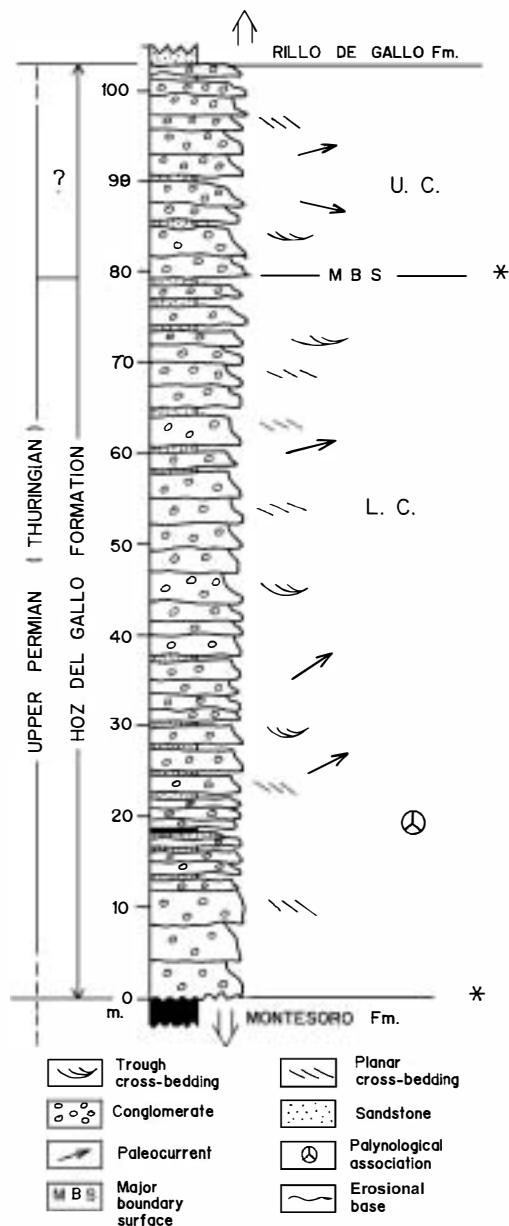 RILLO DE GALLO Fm.
100
?
99
U. C.
80
M B S
*
70
60
L. C.
50
40
30
20
10
0
m.
*
MONTESORO Fm.
UPPER PERMIAN (THURINGIAN)
HOZ DEL GALLO FORMATION
Trough
cross-bedding
Planar
cross-bedding
Conglomerate
Sandstone
Paleocurrent
Palynological
association
M B S
Major
boundary
surface
Erosional
base